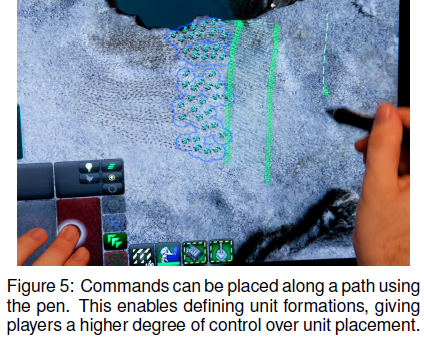 Figure 5: Commands can be placed along a path using
the pen. This enables defining unit formations, giving
players a higher degree of control over unit placement.